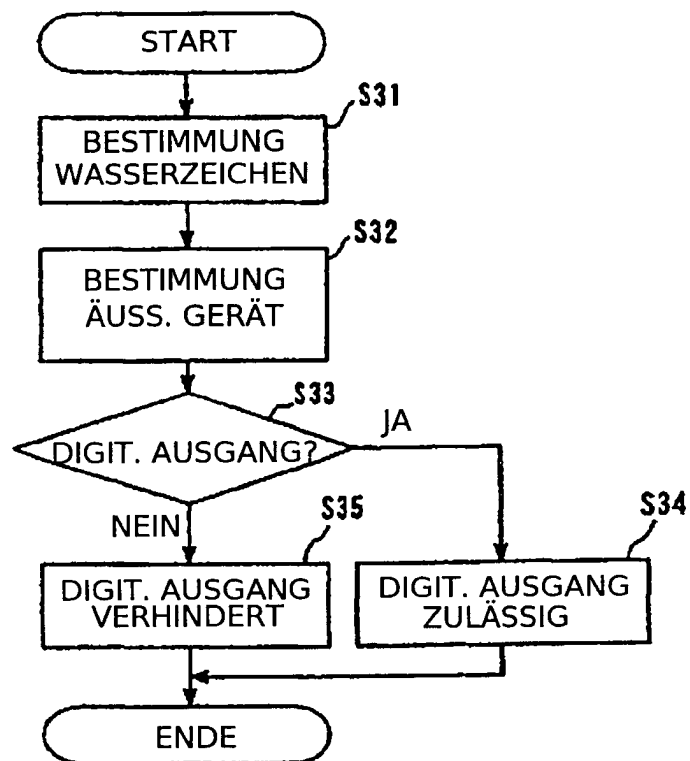 START
S31
BESTIMMUNG
WASSERZEICHEN
S32
BESTIMMUNG
ÄUSS. GERÄT
S33
DIGIT. AUSGANG?
JA
NEIN
S35
DIGIT. AUSGANG
VERHINDERT
S34
DIGIT. AUSGANG
ZULÄSSIG
ENDE